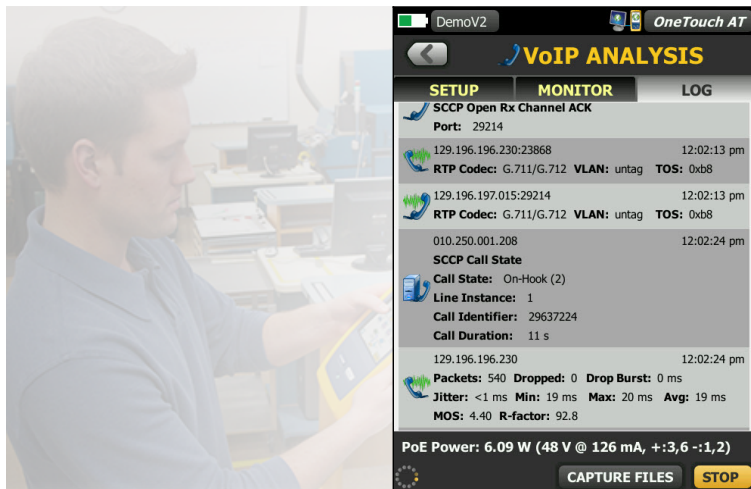 DemoV2
OneTouch AT
VoIP ANALYSIS
SETUP MONITOR LOG
SCCP Open Rx Channel ACK
Port: 29214
129.196.196.230:23868 12:02:13 pm
RTP Codec: G.711/G.712 VLAN: untag TOS: 0xb8
129.196.197.015:29214 12:02:13 pm
RTP Codec: G.711/G.712 VLAN: untag TOS: 0xb8
010.250.001.208 12:02:24 pm
SCCP Call State
Call State: On-Hook (2)
Line Instance: 1
Call Identifier: 29637224
Call Duration: 11 s
129.196.196.230 12:02:24 pm
Packets: 540 Dropped: 0 Drop Burst: 0 ms
Jitter: <1 ms Min: 19 ms Max: 20 ms Avg: 19 ms
MOS: 4.40 R-factor: 92.8
PoE Power: 6.09 W (48 V @ 126 mA, +:3,6 -:1,2)
CAPTURE FILES STOP